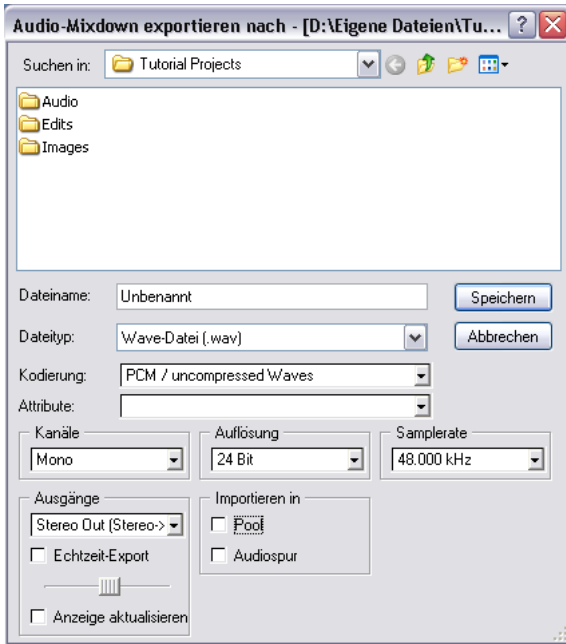 Audio-Mixdown exportieren nach - [D:\Eigene Dateien\Tu...
Suchen in: Tutorial Projects
Audio
Edits
Images
Dateiname: Unbenannt Speichern
Dateityp: Wave-Datei (.wav) Abbrechen
Kodierung: PCM / uncompressed Waves
Attribute:
Kanäle Auflösung Samplerate
Mono 24 Bit 48.000 kHz
Ausgänge Importieren in
Stereo Out (Stereo-> Pool
Echtzeit-Export Audiospur
Anzeige aktualisieren